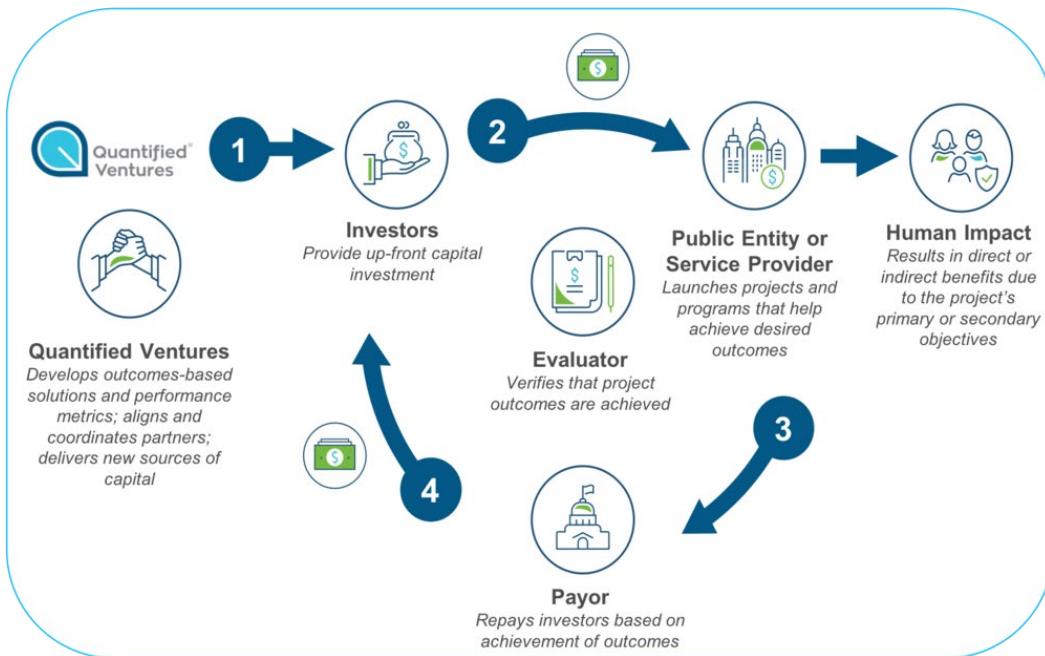 Quantified®
Ventures
1
2
Investors
Provide up-front capital
investment
$
$
$
Public Entity or
Service Provider
Launches projects and
programs that help
achieve desired
outcomes
Human Impact
Results in direct or
indirect benefits due
to the project's
primary or secondary
objectives
Quantified Ventures
Develops outcomes-based
solutions and performance
metrics; aligns and
coordinates partners;
delivers new sources of
capital
$
Evaluator
Verifies that project
outcomes are achieved
3
$
4
Payor
Repays investors based on
achievement of outcomes